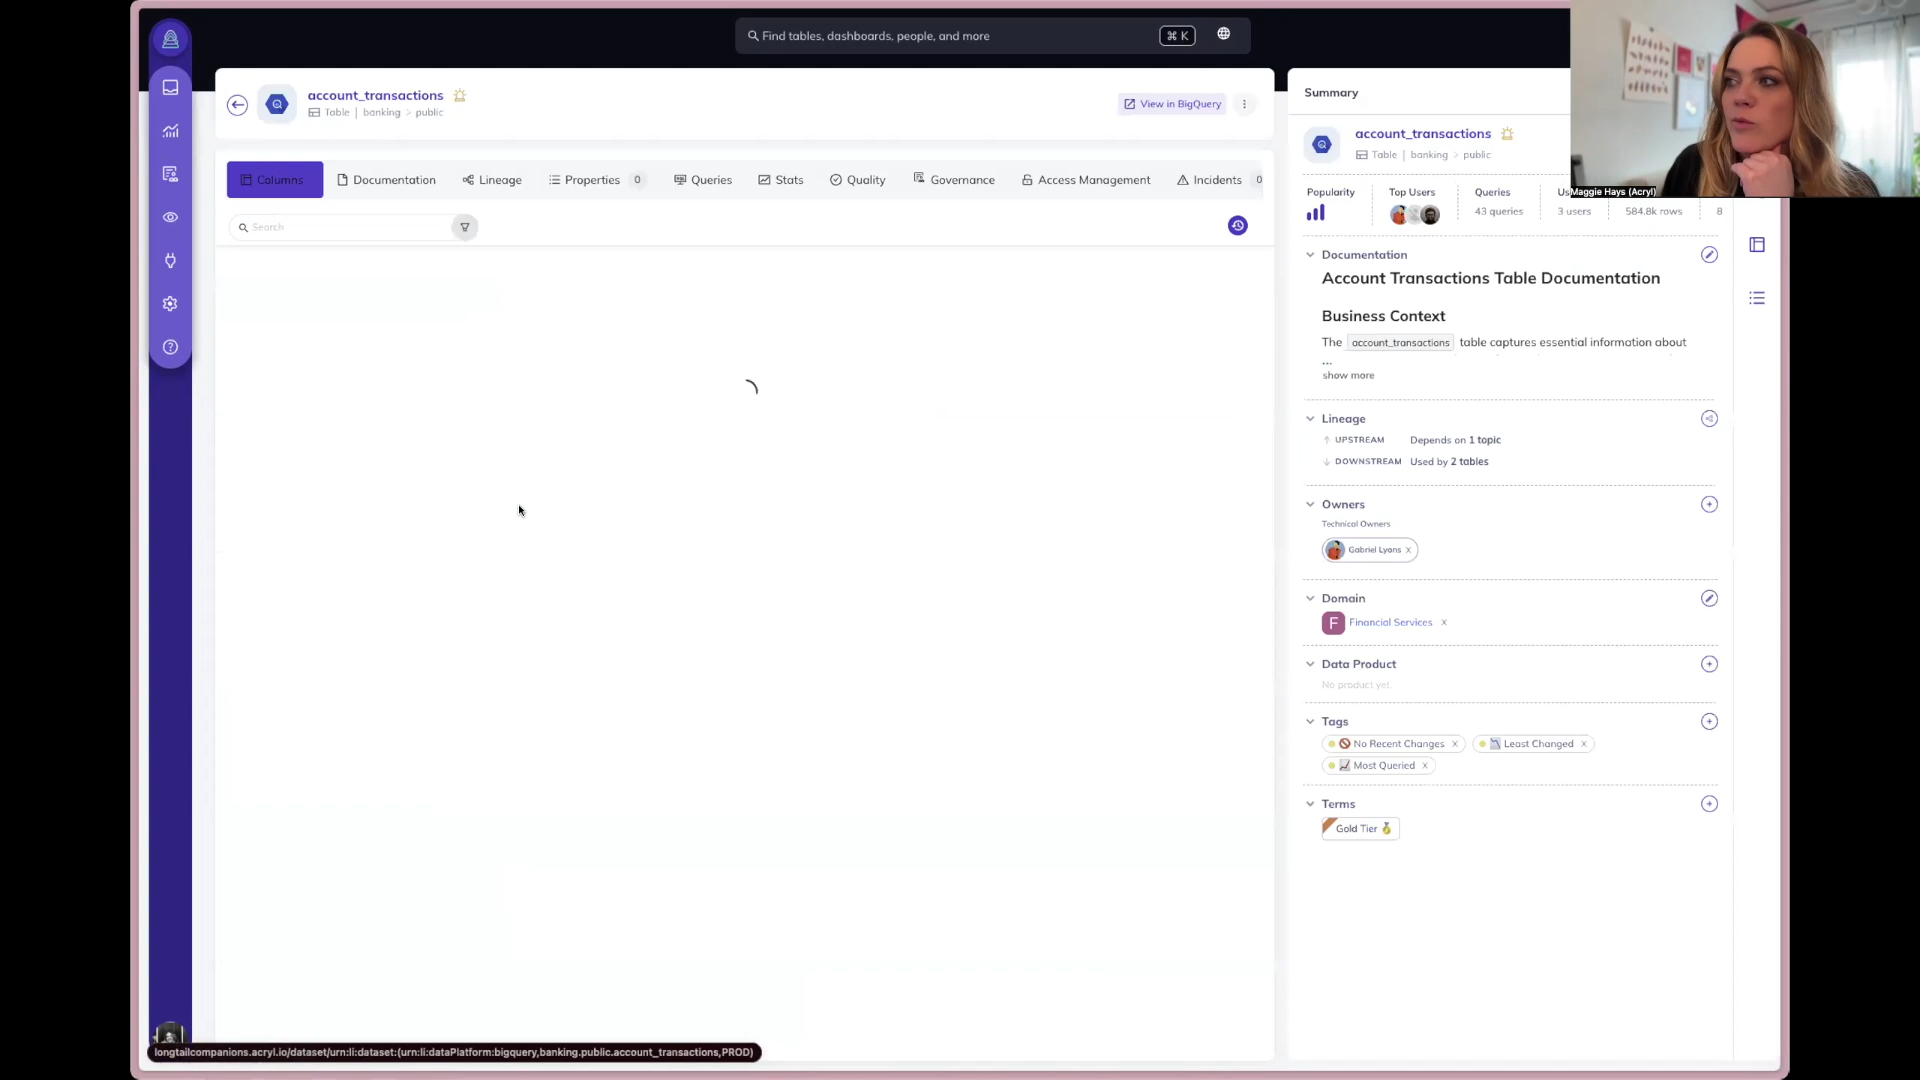 Find tables, dashboards, people, and more
⌘ K
account_transactions
Table | banking > public
View in BigQuery
Columns
Documentation
Lineage
Properties 0
Queries
Stats
Quality
Governance
Access Management
Incidents 0
Search
Summary
account_transactions
Table | banking > public
Maggie Hays (Acryl)
Popularity
Top Users
Queries
43 queries
Us
3 users
584.8k rows
8
Documentation
Account Transactions Table Documentation
Business Context
The account_transactions table captures essential information about
...
show more
Lineage
UPSTREAM Depends on 1 topic
DOWNSTREAM Used by 2 tables
Owners
Technical Owners
Gabriel Lyons x
Domain
F Financial Services x
Data Product
No product yet.
Tags
No Recent Changes x
Least Changed x
Most Queried x
Terms
Gold Tier
longtailcompanions.acryl.io/dataset/urn:li:dataset:(urn:li:dataPlatform:bigquery,banking.public.account_transactions,PROD)